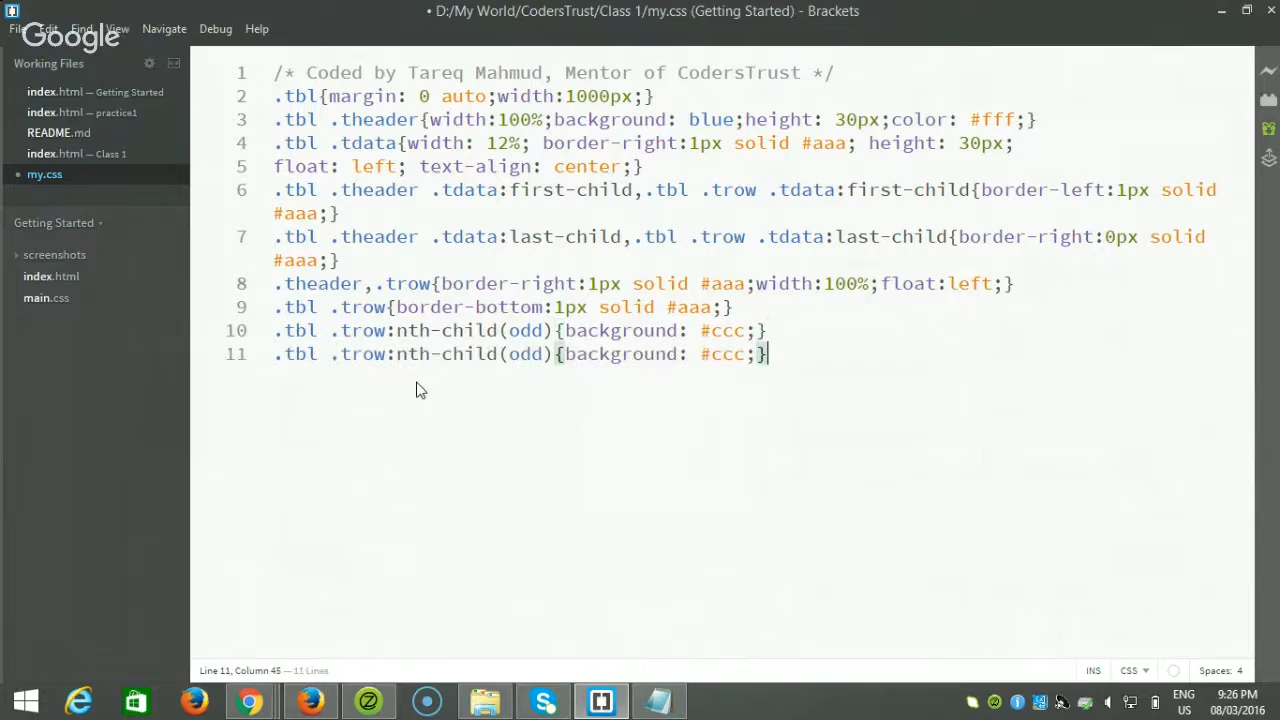 • D:/My World/CodersTrust/Class 1/my.css (Getting Started) - Brackets
File Edit Find View Navigate Debug Help
Google
Working Files
index.html — Getting Started
index.html — practice1
README.md
index.html — Class 1
• my.css
Getting Started
screenshots
index.html
main.css
1 /* Coded by Tareq Mahmud, Mentor of CodersTrust */
2 .tbl{margin: 0 auto;width:1000px;}
3 .tbl .theader{width:100%;background: blue;height: 30px;color: #fff;}
4 .tbl .tdata{width: 12%; border-right:1px solid #aaa; height: 30px;
5 float: left; text-align: center;}
6 .tbl .theader .tdata:first-child,.tbl .trow .tdata:first-child{border-left:1px solid
#aaa;}
7 .tbl .theader .tdata:last-child,.tbl .trow .tdata:last-child{border-right:0px solid
#aaa;}
8 .theader,.trow{border-right:1px solid #aaa;width:100%;float:left;}
9 .tbl .trow{border-bottom:1px solid #aaa;}
10 .tbl .trow:nth-child(odd){background: #ccc;}
11 .tbl .trow:nth-child(odd){background: #ccc;}
Line 11, Column 45 — 11 Lines
INS CSS Spaces: 4
ENG 9:26 PM
US 08/03/2016